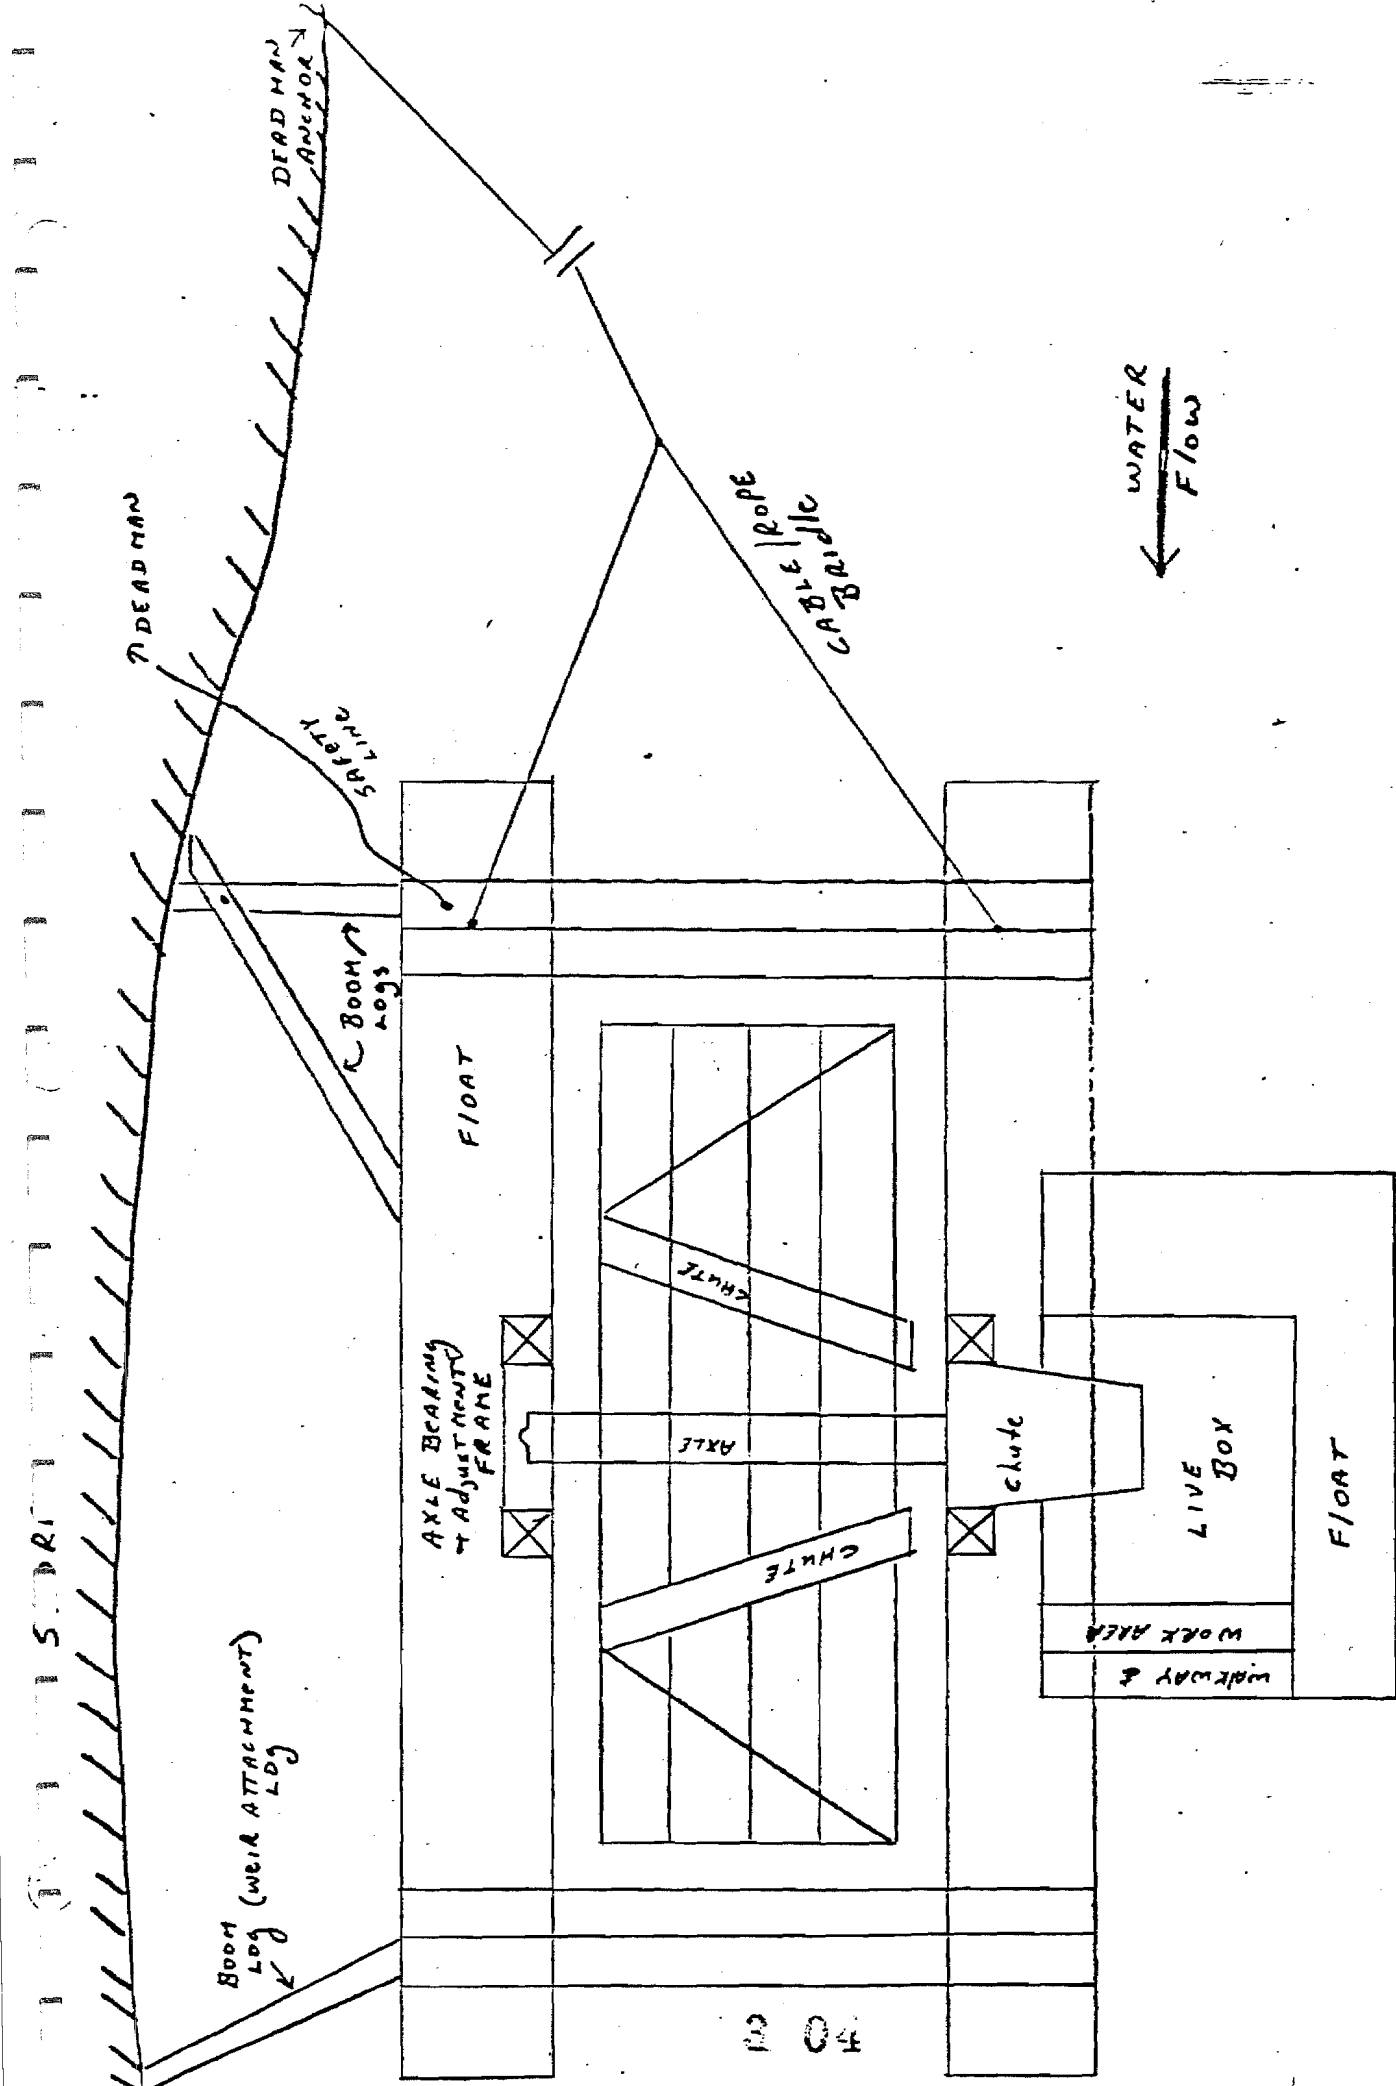 DEADMAN
ANCHOR
DEADMAN
SAFETY
LINE
CABLE/ROPE
BRIdle
WATER
Flow
BOOM
LOgs
FlOAT
AXLE BEARINg
+ AdjustmENT
FRAME
CHUTE
AXLE
CHUTE
chute
LIVE
BOX
FlOAT
WORK AREA
WALKWAY &
BOOM
LOg (WEIR ATTACHMENT)
LOg